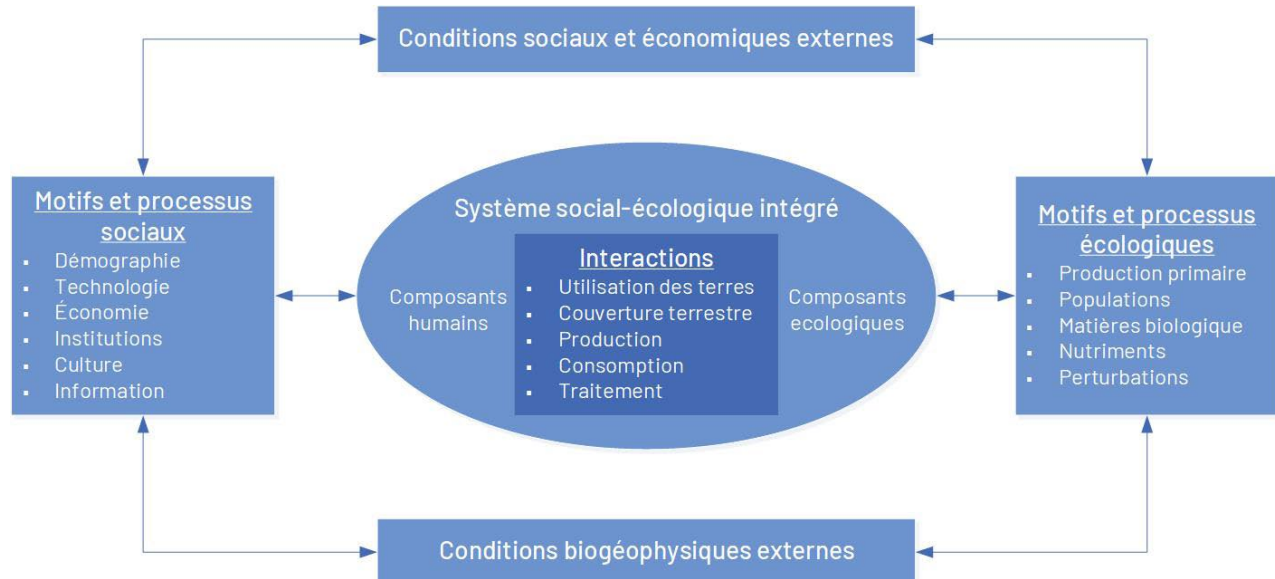 Conditions sociaux et économiques externes
Motifs et processus
sociaux
▪ Démographie
▪ Technologie
▪ Économie
▪ Institutions
▪ Culture
▪ Information
Système social-écologique intégré
Composants
humains
Interactions
▪ Utilisation des terres
▪ Couverture terrestre
▪ Production
▪ Consomption
▪ Traitement
Composants
ecologiques
Motifs et processus
écologiques
▪ Production primaire
▪ Populations
▪ Matières biologique
▪ Nutriments
▪ Perturbations
Conditions biogéophysiques externes